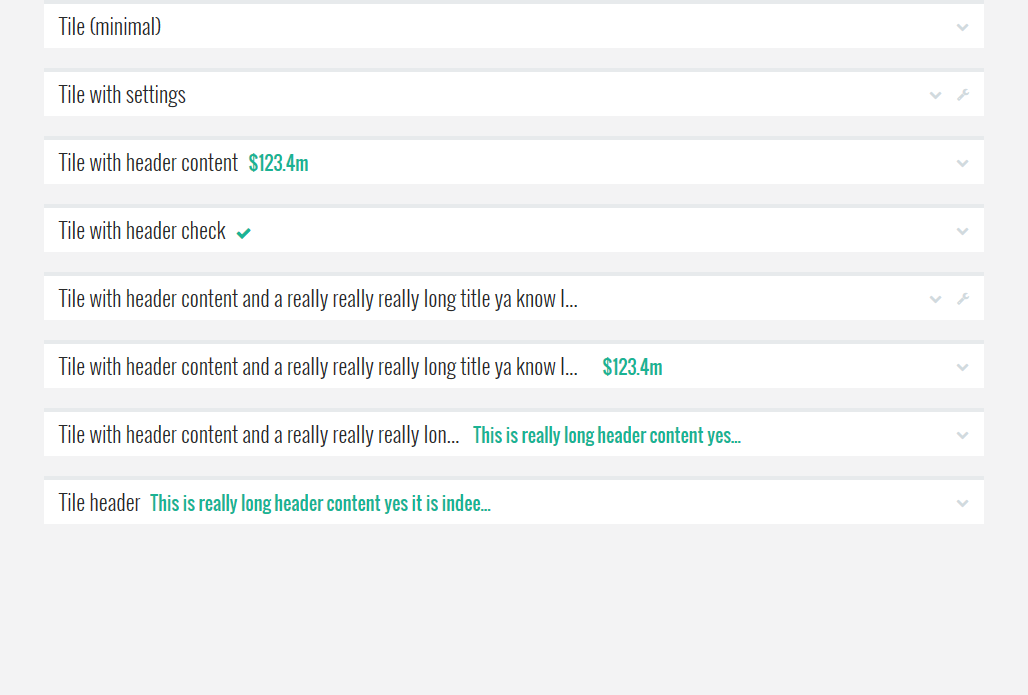 Tile (minimal)
Tile with settings
Tile with header content $123.4m
Tile with header check
Tile with header content and a really really really long title ya know I...
Tile with header content and a really really really long title ya know I... $123.4m
Tile with header content and a really really really lon... This is really long header content yes...
Tile header This is really long header content yes it is indee...